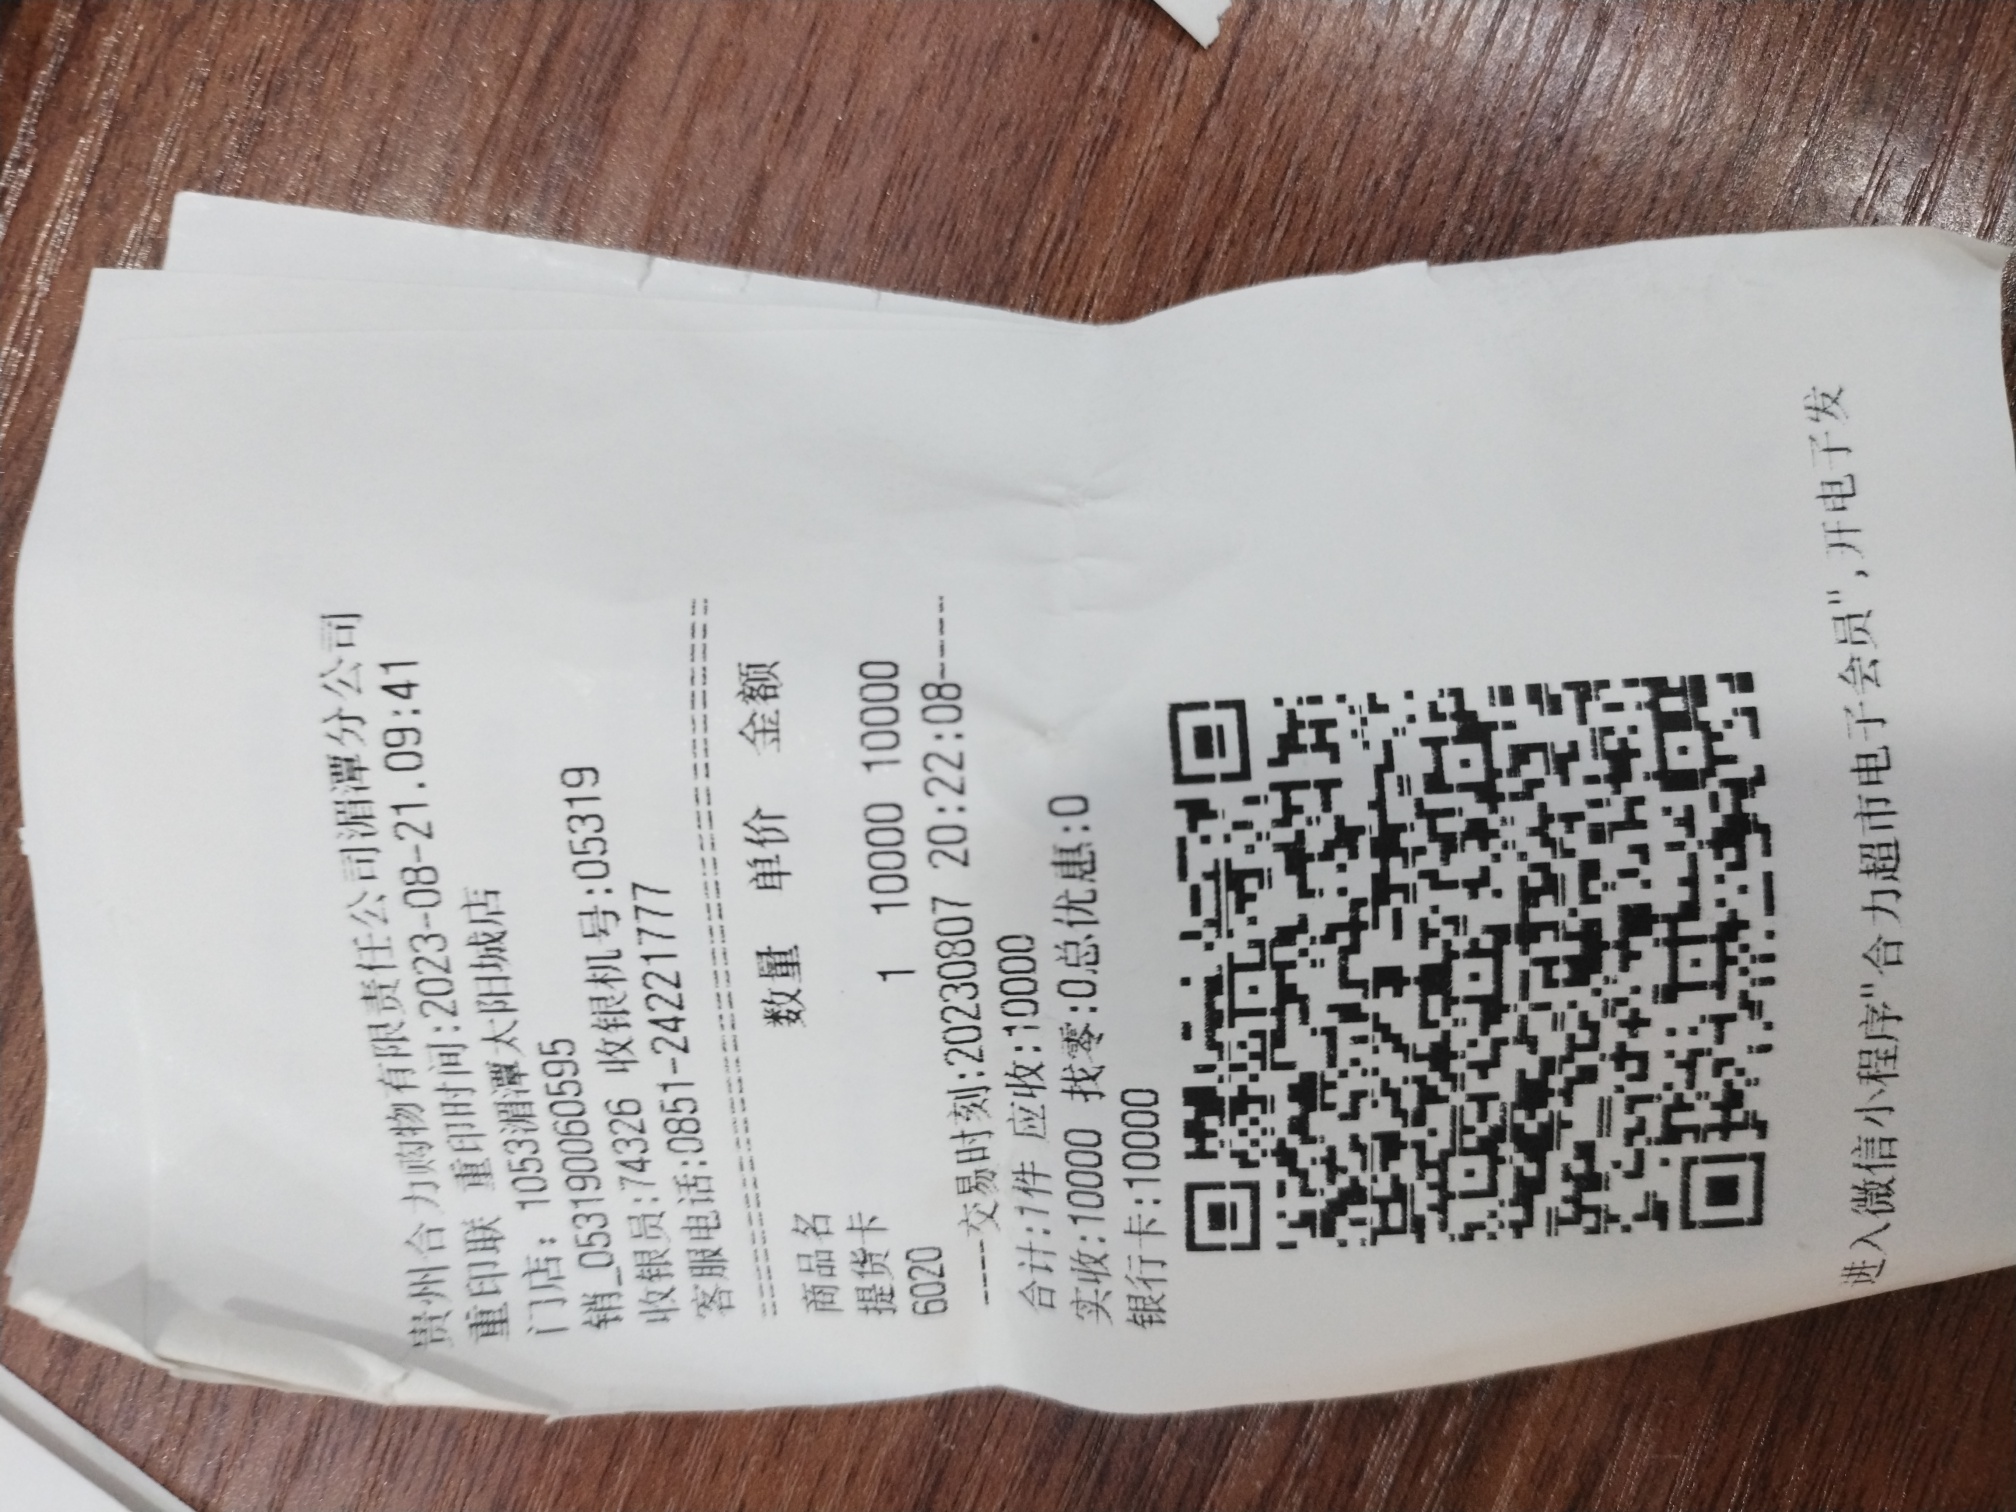 贵州合力购物有限责任公司湄潭分公司
重印联 重印时间:2023-08-21.09:41
门店: 1053湄潭太阳城店
销_053190060595
收银员:74326 收银机号:05319
客服电话:0851-24221777
================================
商品名 数量 单价 金额
提货卡 1 10000 10000
6020
----交易时刻:20230807 20:22:08----
合计:1件 应收:10000
实收:10000 找零:0总优惠:0
银行卡:10000
进入微信小程序"合力超市电子会员",开电子发